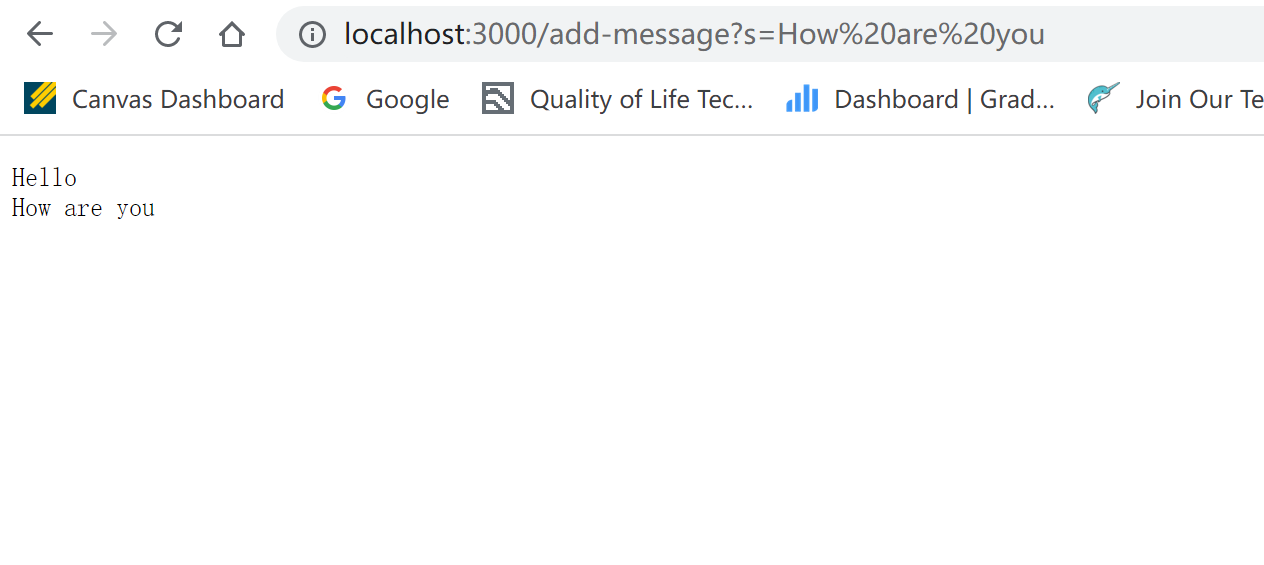 localhost:3000/add-message?s=How%20are%20you
Canvas Dashboard Google Quality of Life Tec... Dashboard | Grad... Join Our Te
Hello
How are you